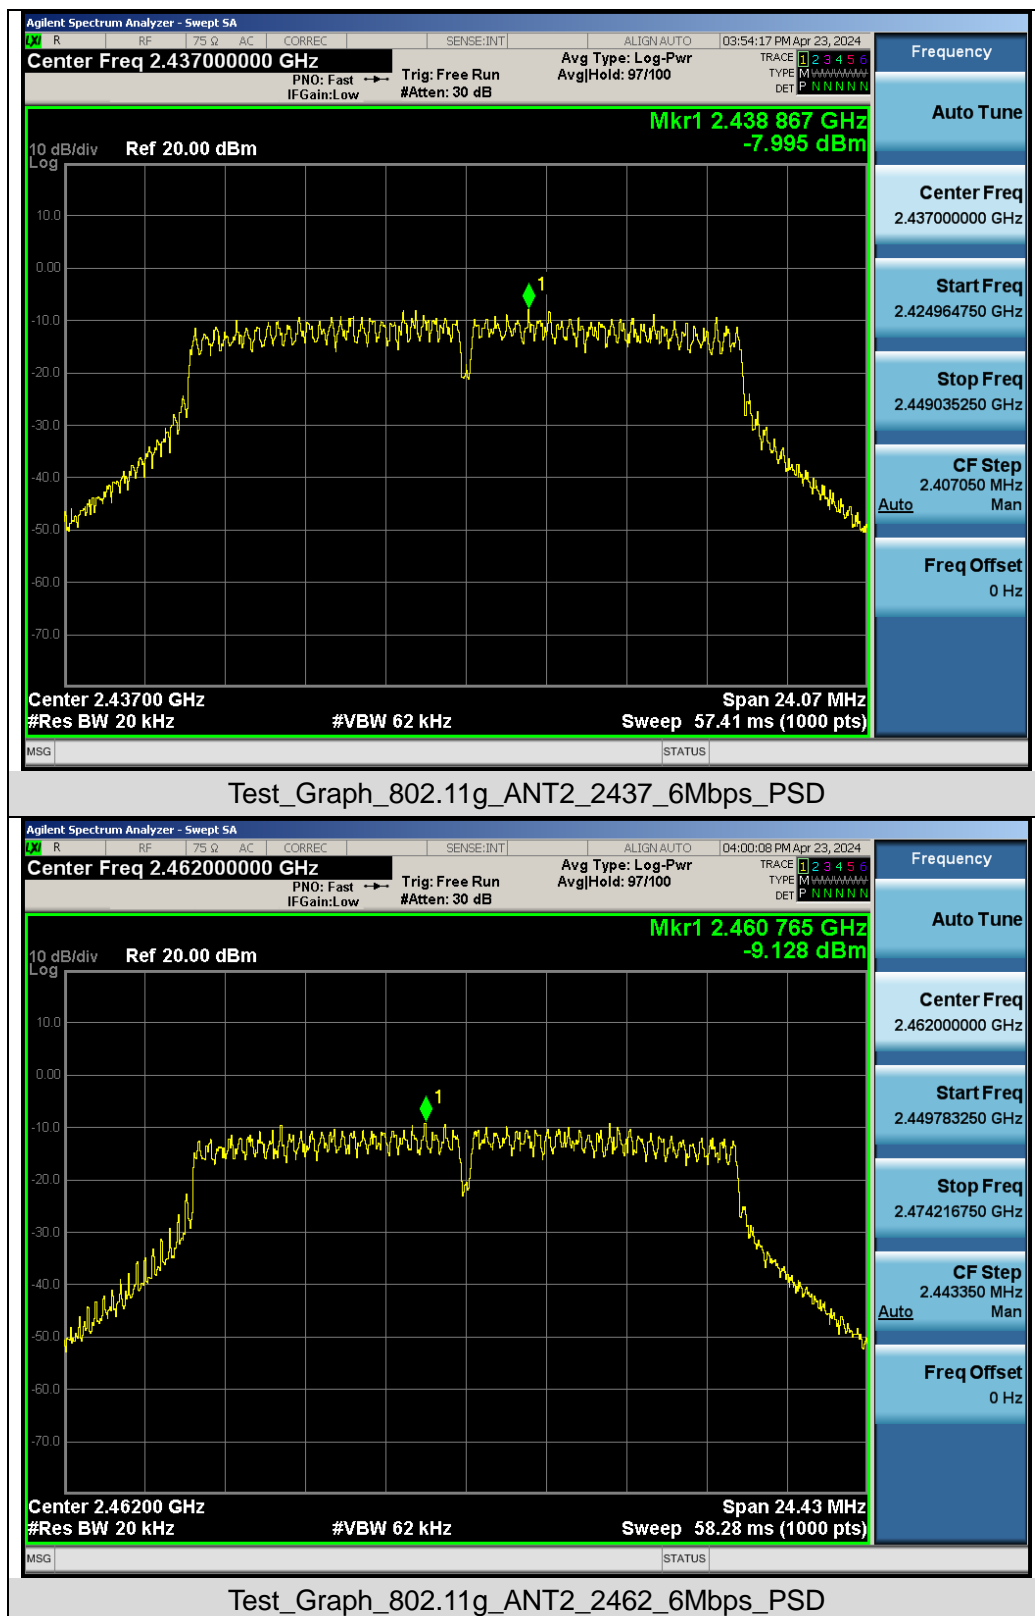 Agilent Spectrum Analyzer - Swept SA
LXI R RF 75 Ω AC CORREC SENSE:INT ALIGN AUTO 03:54:17 PM Apr 23, 2024
Center Freq 2.437000000 GHz
PNO: Fast
IFGain:Low
Trig: Free Run
#Atten: 30 dB
Avg Type: Log-Pwr
Avg|Hold: 97/100
TRACE 1 2 3 4 5 6
TYPE M WWWWW
DET P N N N N N
Mkr1 2.438 867 GHz
-7.995 dBm
10 dB/div Ref 20.00 dBm
Log
10.0
0.00
-10.0
-20.0
-30.0
-40.0
-50.0
-60.0
-70.0
1
Center 2.43700 GHz Span 24.07 MHz
#Res BW 20 kHz #VBW 62 kHz Sweep 57.41 ms (1000 pts)
MSG STATUS
Frequency
Auto Tune
Center Freq
2.437000000 GHz
Start Freq
2.424964750 GHz
Stop Freq
2.449035250 GHz
CF Step
2.407050 MHz
Auto Man
Freq Offset
0 Hz
Test_Graph_802.11g_ANT2_2437_6Mbps_PSD
Agilent Spectrum Analyzer - Swept SA
LXI R RF 75 Ω AC CORREC SENSE:INT ALIGN AUTO 04:00:08 PM Apr 23, 2024
Center Freq 2.462000000 GHz
PNO: Fast
IFGain:Low
Trig: Free Run
#Atten: 30 dB
Avg Type: Log-Pwr
Avg|Hold: 97/100
TRACE 1 2 3 4 5 6
TYPE M WWWWW
DET P N N N N N
Mkr1 2.460 765 GHz
-9.128 dBm
10 dB/div Ref 20.00 dBm
Log
10.0
0.00
-10.0
-20.0
-30.0
-40.0
-50.0
-60.0
-70.0
1
Center 2.46200 GHz Span 24.43 MHz
#Res BW 20 kHz #VBW 62 kHz Sweep 58.28 ms (1000 pts)
MSG STATUS
Frequency
Auto Tune
Center Freq
2.462000000 GHz
Start Freq
2.449783250 GHz
Stop Freq
2.474216750 GHz
CF Step
2.443350 MHz
Auto Man
Freq Offset
0 Hz
Test_Graph_802.11g_ANT2_2462_6Mbps_PSD